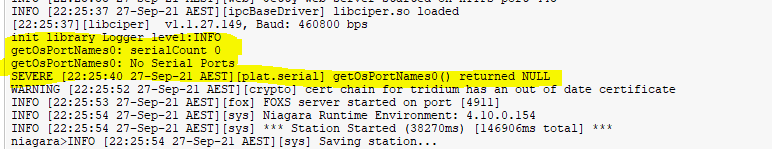 INFO [22:25:37 27-Sep-21 AEST][ipcBaseDriver] libciper.so loaded
[22:25:37][libciper]  v1.1.27.149, Baud: 460800 bps
init library Logger level:INFO
getOsPortNames0: serialCount 0
getOsPortNames0: No Serial Ports
SEVERE [22:25:40 27-Sep-21 AEST][plat.serial] getOsPortNames0() returned NULL
WARNING [22:25:52 27-Sep-21 AEST][crypto] cert chain for tridium has an out of date certificate
INFO [22:25:53 27-Sep-21 AEST][fox] FOXS server started on port [4911]
INFO [22:25:54 27-Sep-21 AEST][sys] Niagara Runtime Environment: 4.10.0.154
INFO [22:25:54 27-Sep-21 AEST][sys] *** Station Started (38270ms) [146906ms total] ***
niagara>INFO [22:25:54 27-Sep-21 AEST][sys] Saving station...